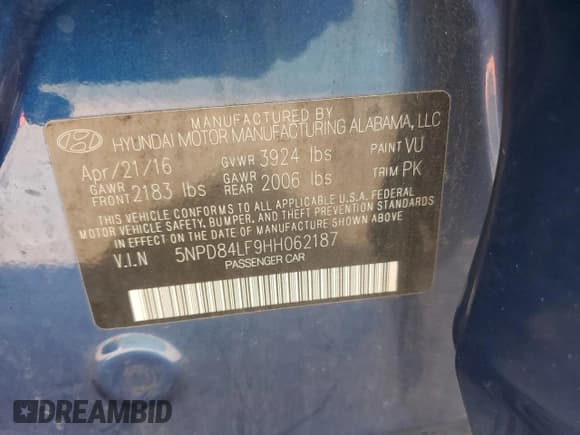 MANUFACTURED BY
HYUNDAI MOTOR MANUFACTURING ALABAMA, LLC
Apr/21/16 GVWR 3924 lbs PAINT VU
GAWR FRONT 2183 lbs GAWR REAR 2006 lbs TRIM PK
THIS VEHICLE CONFORMS TO ALL APPLICABLE U.S.A. FEDERAL
MOTOR VEHICLE SAFETY, BUMPER, AND THEFT PREVENTION STANDARDS
IN EFFECT ON THE DATE OF MANUFACTURE SHOWN ABOVE.
V.I.N 5NPD84LF9HH062187
PASSENGER CAR
DREAMBID